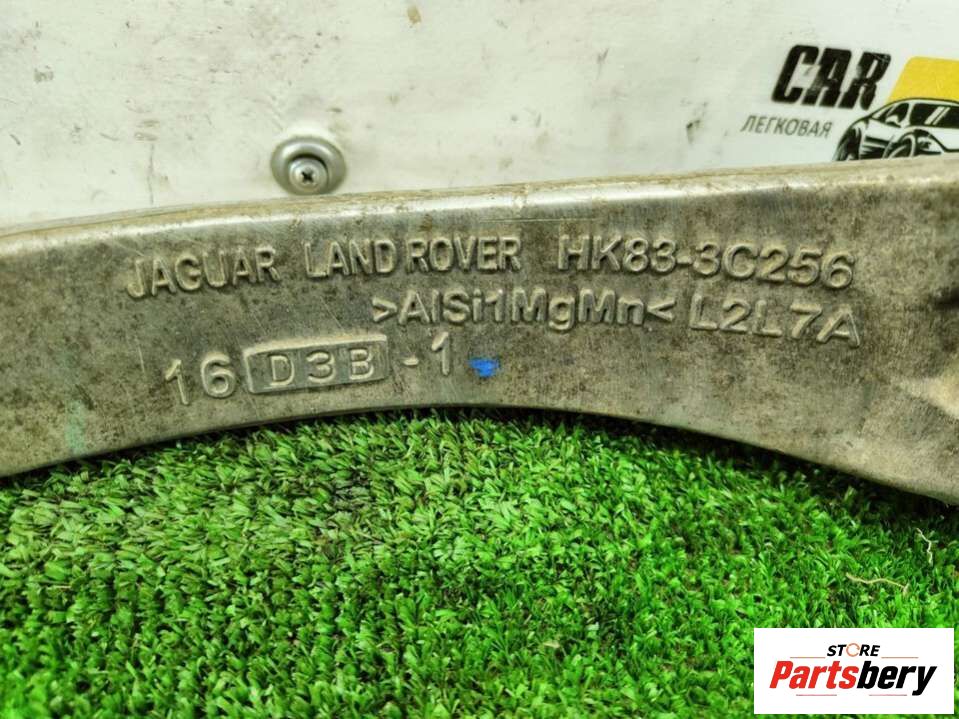 CAR
ЛЕГКОВАЯ
JAGUAR LAND ROVER HK83-3C256
>AlSi1MgMn< L2L7A
16 D3B -1
STORE
Partsbery